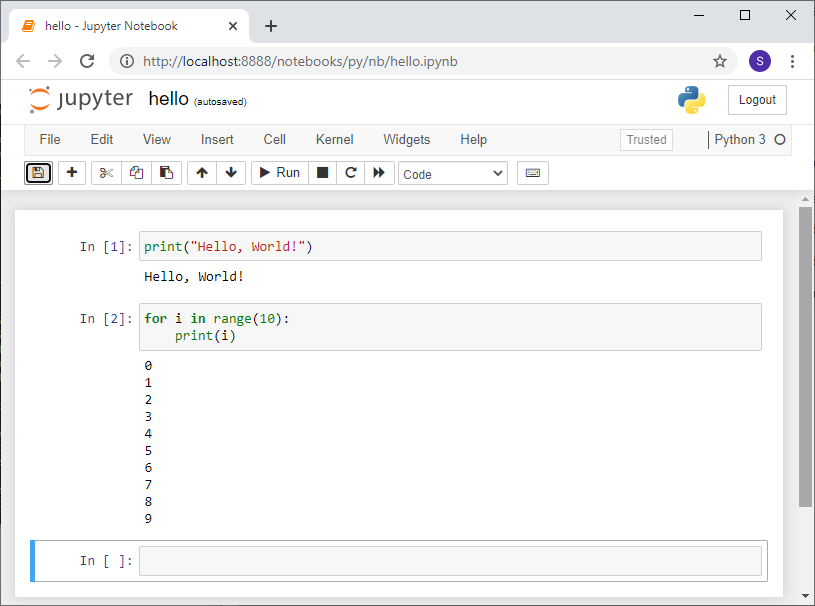 hello - Jupyter Notebook
http://localhost:8888/notebooks/py/nb/hello.ipynb
S
jupyter hello (autosaved)
Logout
File Edit View Insert Cell Kernel Widgets Help
Trusted
Python 3
Run
Code
In [1]: print("Hello, World!")
Hello, World!
In [2]: for i in range(10):
    print(i)
0
1
2
3
4
5
6
7
8
9
In [ ]: